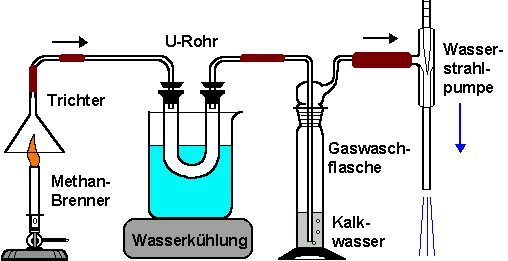 U-Rohr
Wasser-
strahl-
pumpe
Trichter
Gaswasch-
flasche
Methan-
Brenner
Kalk-
wasser
Wasserkühlung